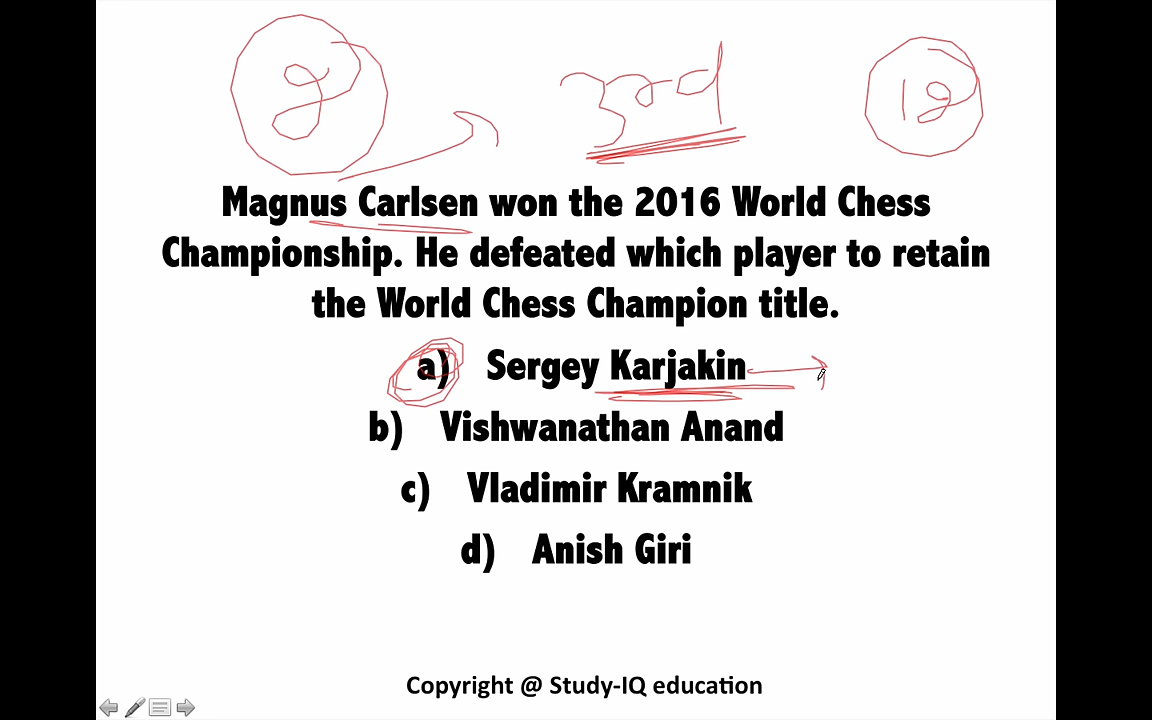 3rd
Magnus Carlsen won the 2016 World Chess
Championship. He defeated which player to retain
the World Chess Champion title.
a) Sergey Karjakin
b) Vishwanathan Anand
c) Vladimir Kramnik
d) Anish Giri
Copyright @ Study-IQ education